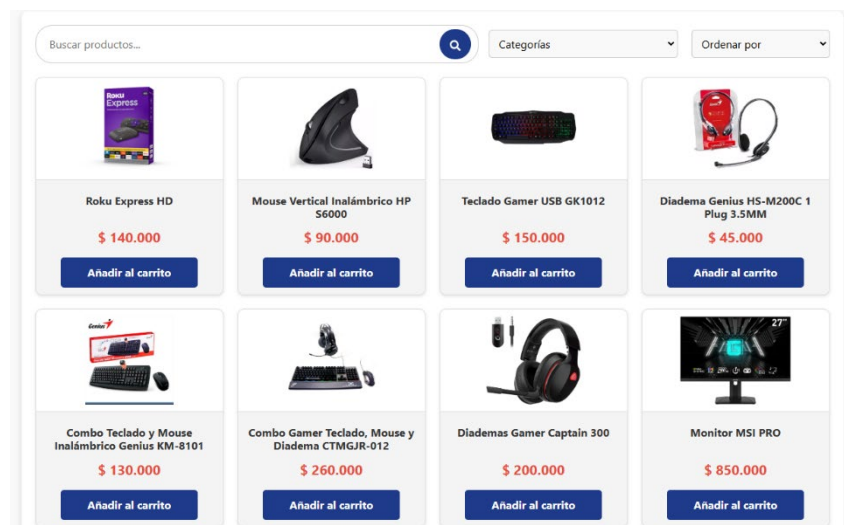 Buscar productos...
Categorías
Ordenar por
Roku
Express
Roku Express HD
$ 140.000
Añadir al carrito
Mouse Vertical Inalámbrico HP
S6000
$ 90.000
Añadir al carrito
Teclado Gamer USB GK1012
$ 150.000
Añadir al carrito
Diadema Genius HS-M200C 1
Plug 3.5MM
$ 45.000
Añadir al carrito
Genius
Combo Teclado y Mouse
Inalámbrico Genius KM-8101
$ 130.000
Añadir al carrito
Combo Gamer Teclado, Mouse y
Diadema CTMGJR-012
$ 260.000
Añadir al carrito
Diademas Gamer Captain 300
$ 200.000
Añadir al carrito
27"
Monitor MSI PRO
$ 850.000
Añadir al carrito